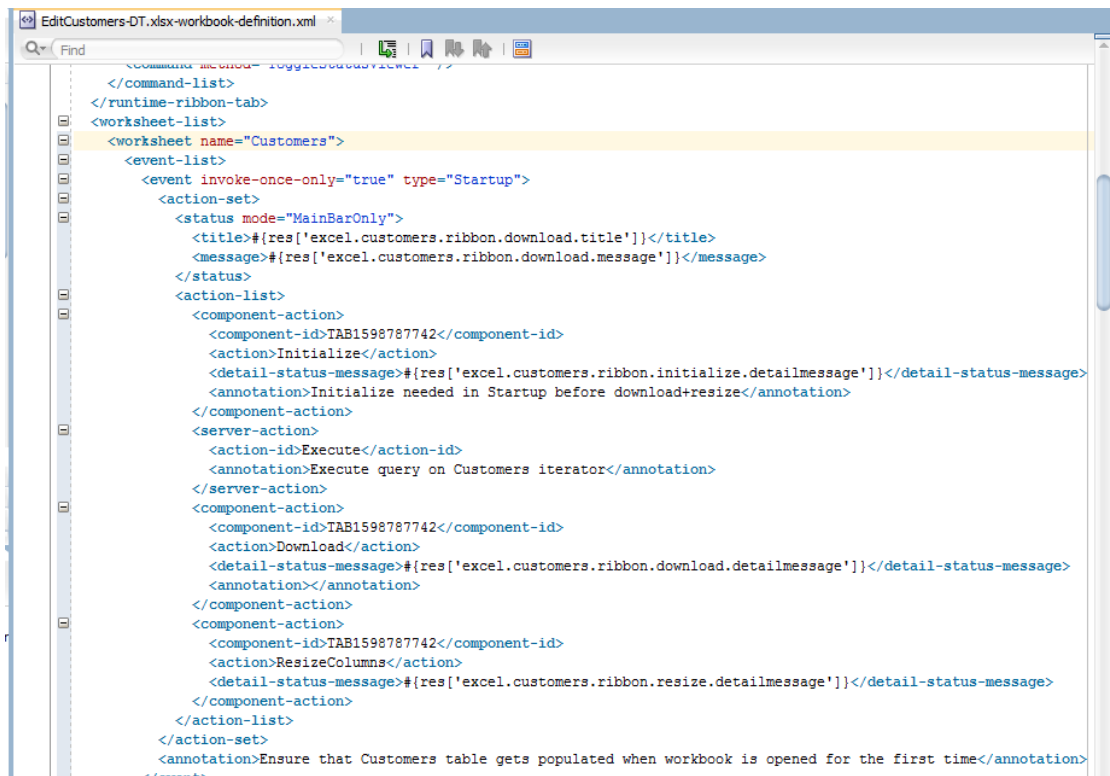 EditCustomers-DT.xlsx-workbook-definition.xml
Find
<command method="ToggleStatusViewer" />
</command-list>
</runtime-ribbon-tab>
<worksheet-list>
<worksheet name="Customers">
<event-list>
<event invoke-once-only="true" type="Startup">
<action-set>
<status mode="MainBarOnly">
<title>#{res['excel.customers.ribbon.download.title']}</title>
<message>#{res['excel.customers.ribbon.download.message']}</message>
</status>
<action-list>
<component-action>
<component-id>TAB1598787742</component-id>
<action>Initialize</action>
<detail-status-message>#{res['excel.customers.ribbon.initialize.detailmessage']}</detail-status-message>
<annotation>Initialize needed in Startup before download+resize</annotation>
</component-action>
<server-action>
<action-id>Execute</action-id>
<annotation>Execute query on Customers iterator</annotation>
</server-action>
<component-action>
<component-id>TAB1598787742</component-id>
<action>Download</action>
<detail-status-message>#{res['excel.customers.ribbon.download.detailmessage']}</detail-status-message>
<annotation></annotation>
</component-action>
<component-action>
<component-id>TAB1598787742</component-id>
<action>ResizeColumns</action>
<detail-status-message>#{res['excel.customers.ribbon.resize.detailmessage']}</detail-status-message>
</component-action>
</action-list>
</action-set>
<annotation>Ensure that Customers table gets populated when workbook is opened for the first time</annotation>